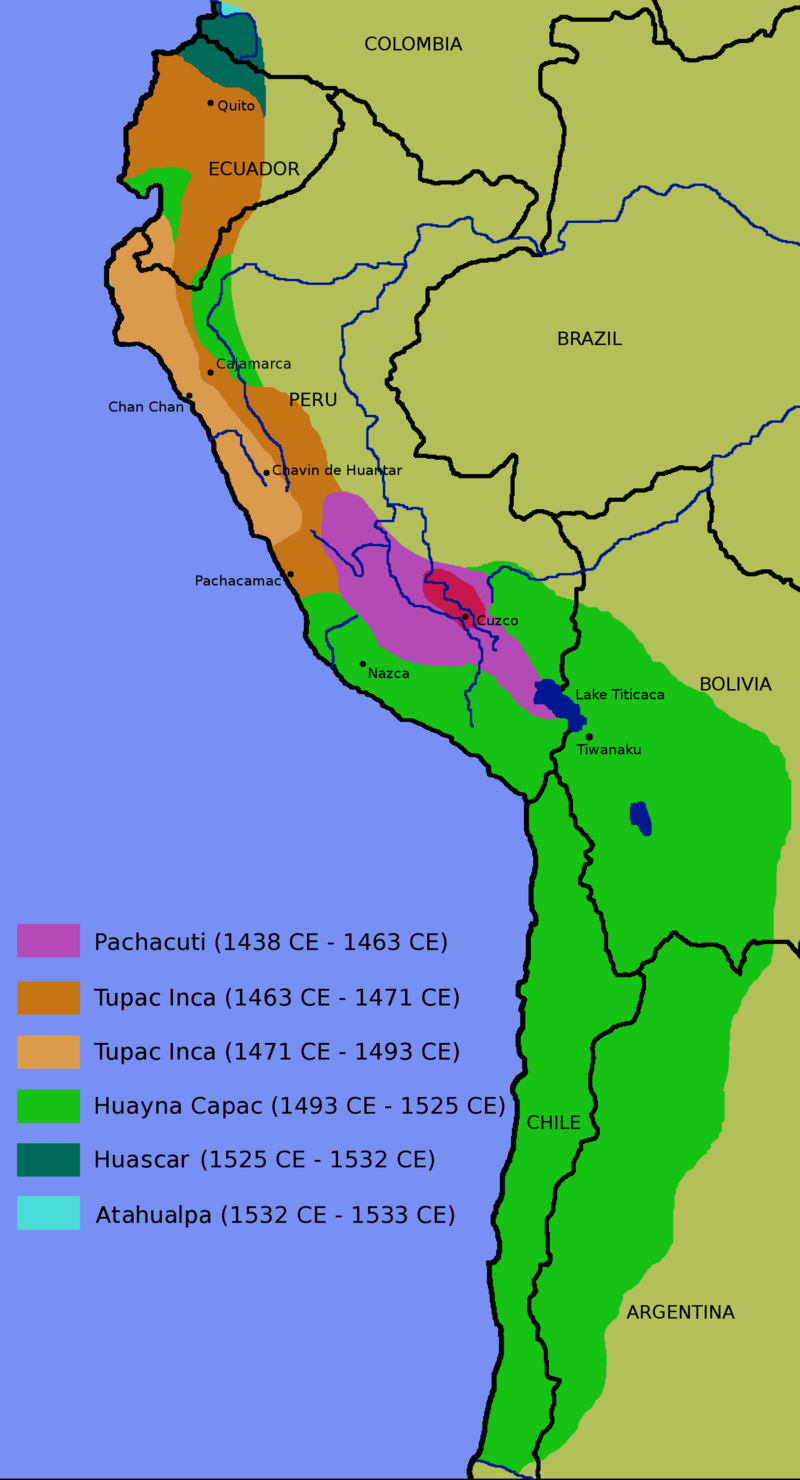 COLOMBIA
Quito
ECUADOR
BRAZIL
Cajamarca
PERU
Chan Chan
Chavin de Huantar
Pachacamac
Cuzco
Nazca
BOLIVIA
Lake Titicaca
Tiwanaku
Pachacuti (1438 CE - 1463 CE)
Tupac Inca (1463 CE - 1471 CE)
Tupac Inca (1471 CE - 1493 CE)
Huayna Capac (1493 CE - 1525 CE)
CHILE
Huascar (1525 CE - 1532 CE)
Atahualpa (1532 CE - 1533 CE)
ARGENTINA